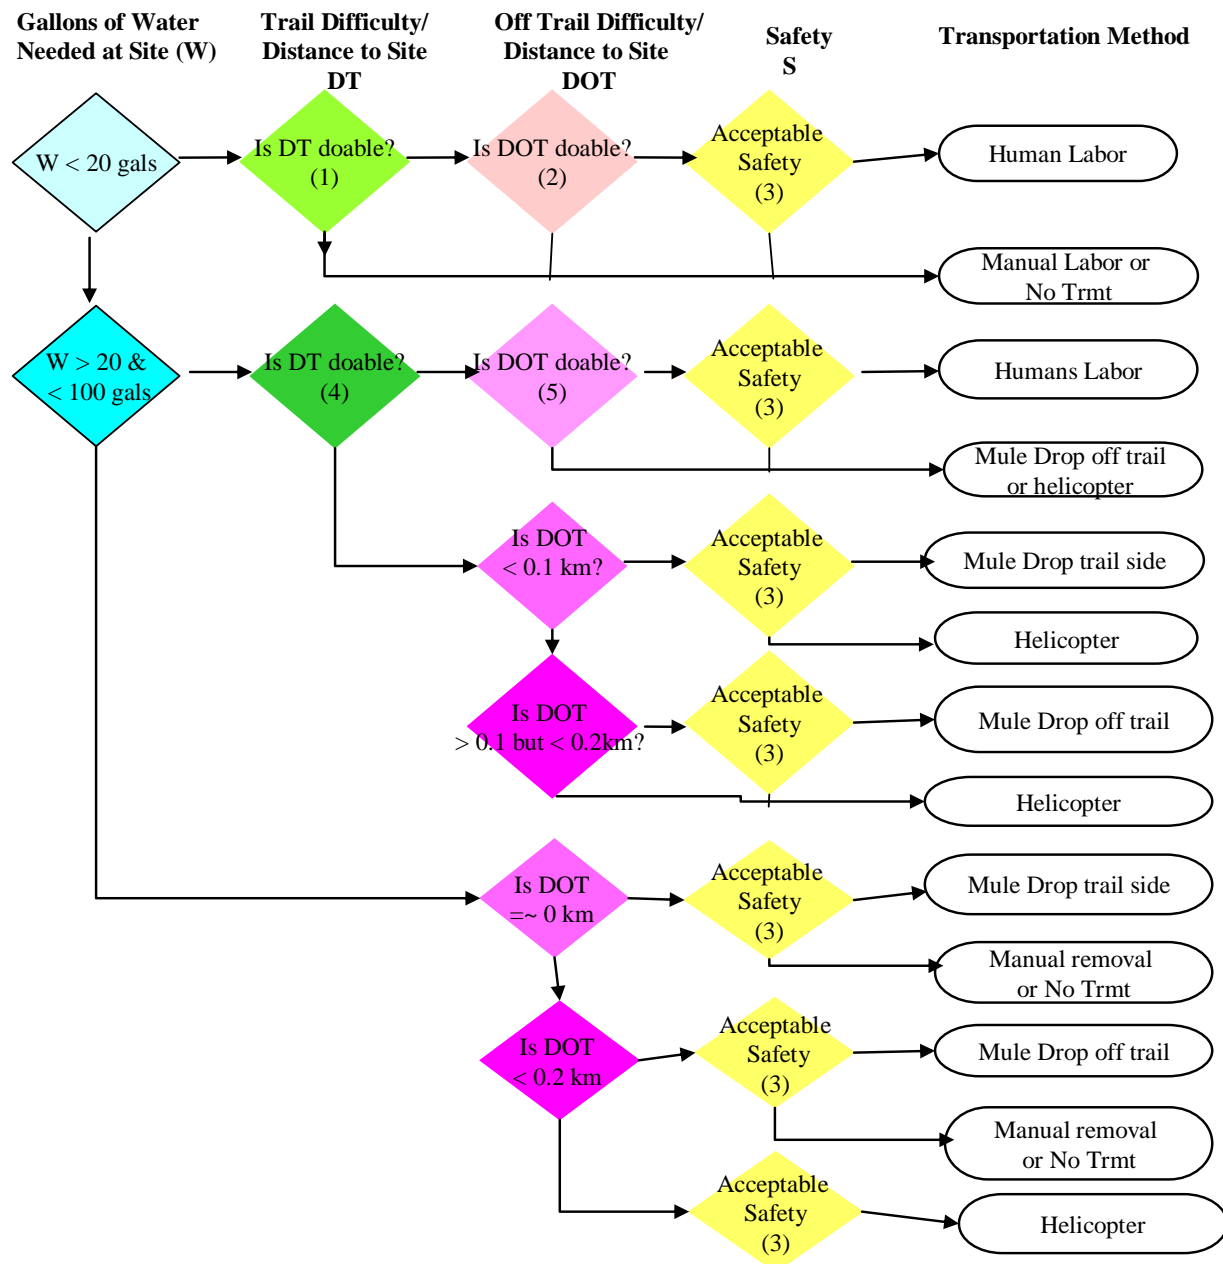 Gallons of Water
Needed at Site (W)
Trail Difficulty/
Distance to Site
DT
Off Trail Difficulty/
Distance to Site
DOT
Safety
S
Transportation Method
W < 20 gals
Is DT doable?
(1)
Is DOT doable?
(2)
Acceptable
Safety
(3)
Human Labor
Manual Labor or
No Trmt
W > 20 &
< 100 gals
Is DT doable?
(4)
Is DOT doable?
(5)
Acceptable
Safety
(3)
Humans Labor
Mule Drop off trail
or helicopter
Is DOT
< 0.1 km?
Acceptable
Safety
(3)
Mule Drop trail side
Helicopter
Is DOT
> 0.1 but < 0.2km?
Acceptable
Safety
(3)
Mule Drop off trail
Helicopter
Is DOT
=~ 0 km
Acceptable
Safety
(3)
Mule Drop trail side
Manual removal
or No Trmt
Is DOT
< 0.2 km
Acceptable
Safety
(3)
Mule Drop off trail
Manual removal
or No Trmt
Acceptable
Safety
(3)
Helicopter